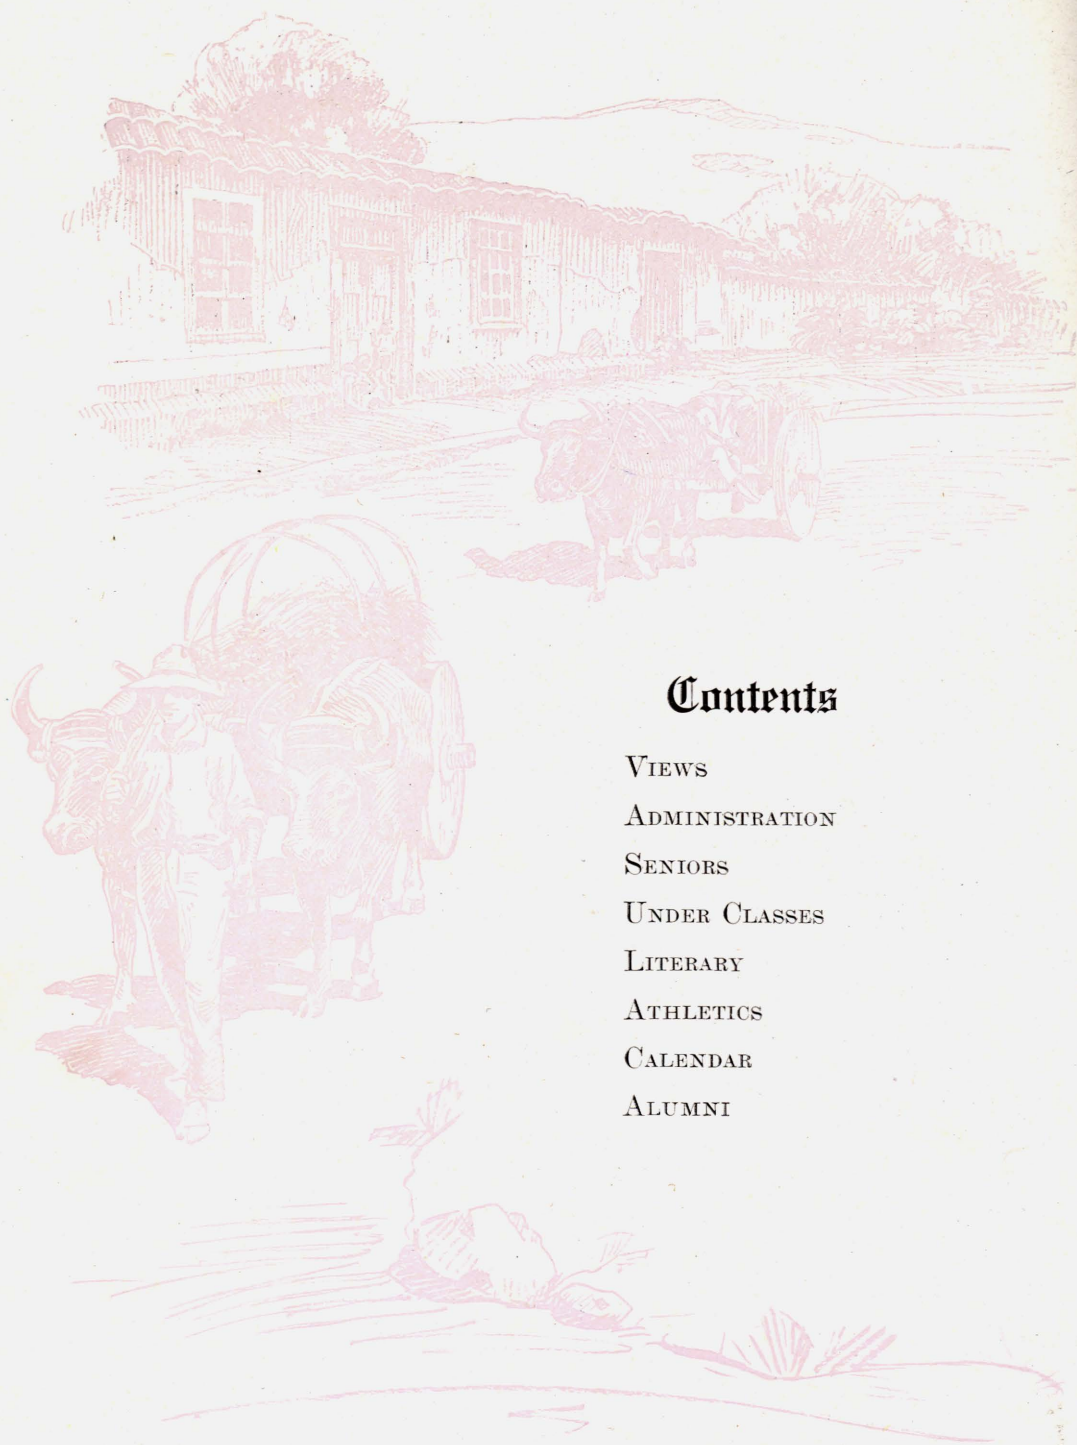 Contents
Views
Administration
Seniors
Under Classes
Literary
Athletics
Calendar
Alumni